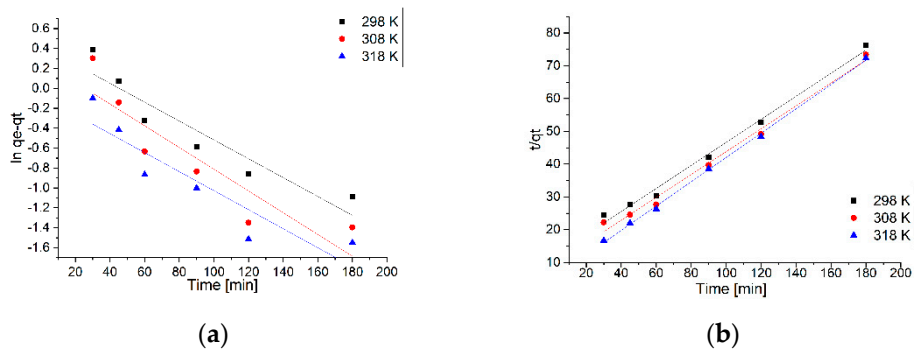 0.6
0.4
0.2
0.0
-0.2
-0.4
-0.6
-0.8
-1.0
-1.2
-1.4
-1.6
ln qe-qt
20 40 60 80 100 120 140 160 180 200
Time [min]
298 K
308 K
318 K
(a)
80
70
60
50
40
30
20
10
t/qt
20 40 60 80 100 120 140 160 180 200
Time [min]
298 K
308 K
318 K
(b)